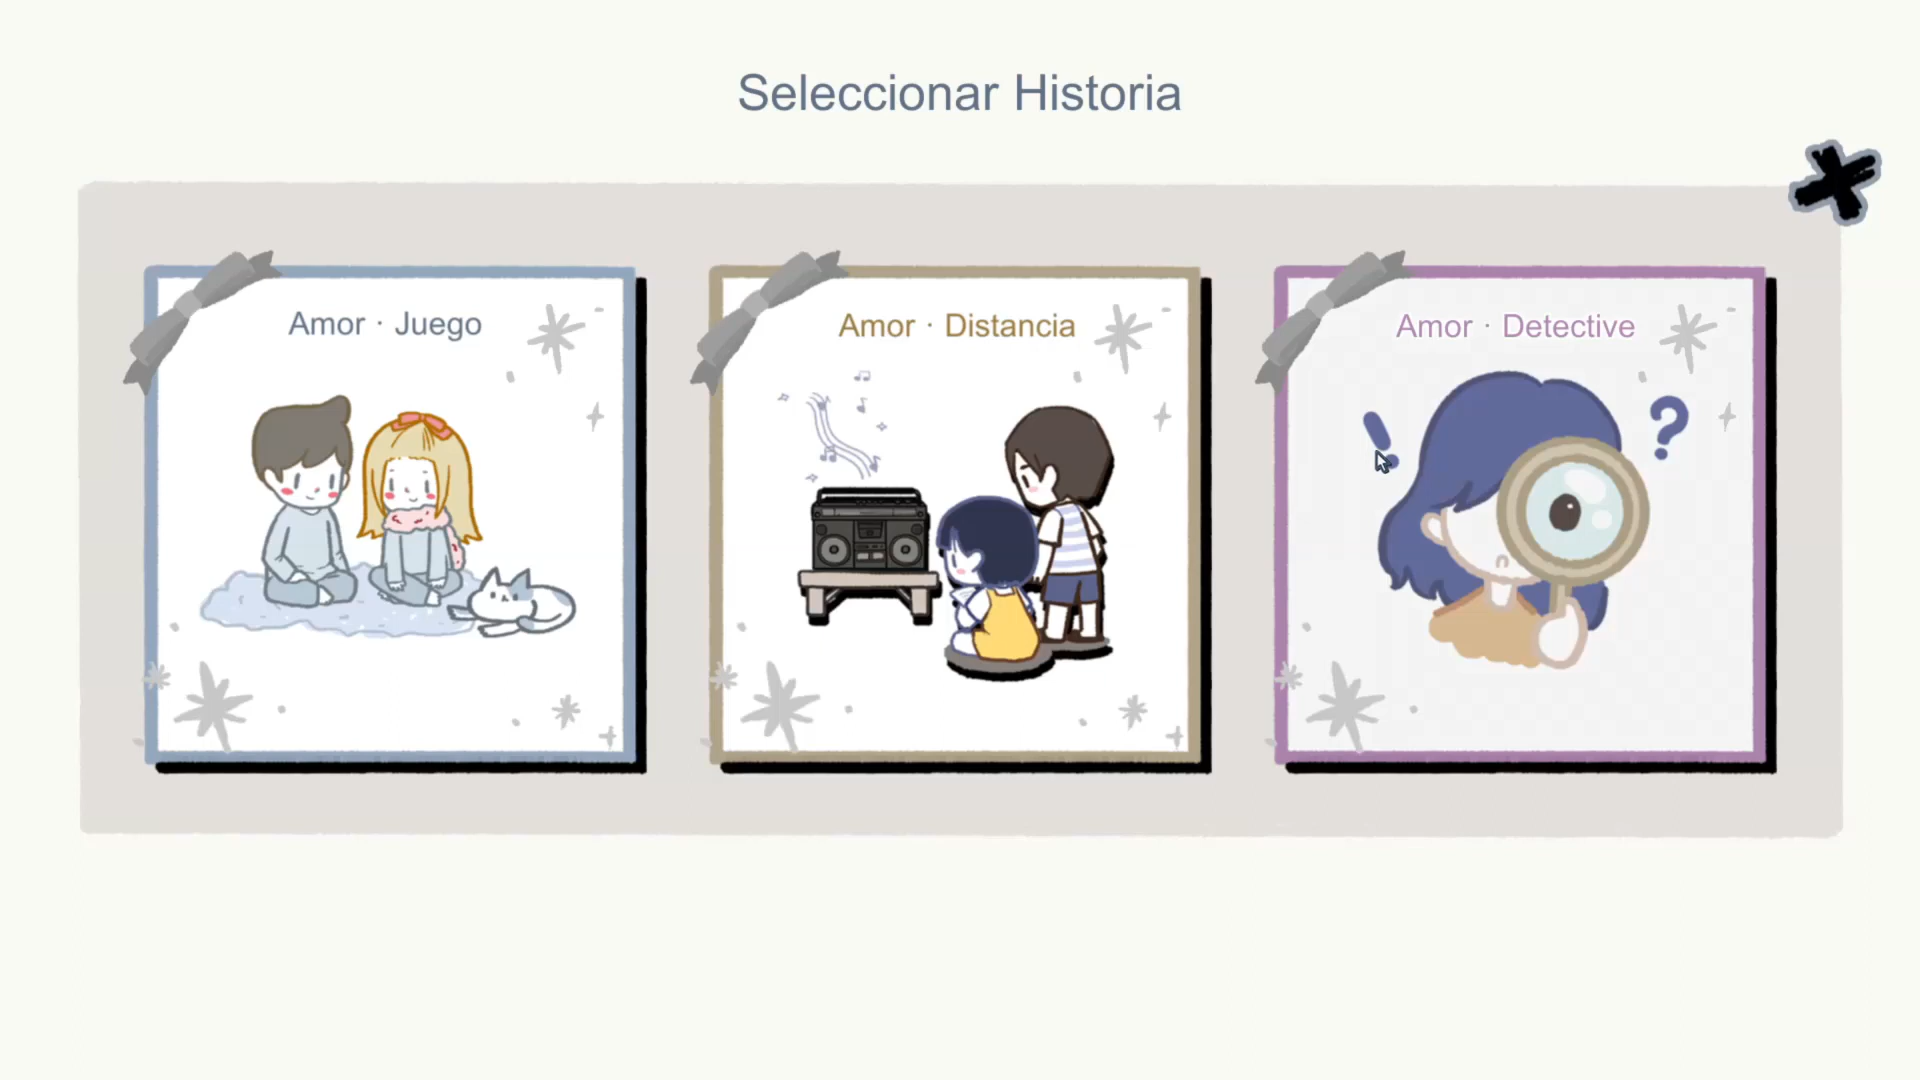 Seleccionar Historia
Amor · Juego
Amor · Distancia
Amor · Detective
! ?